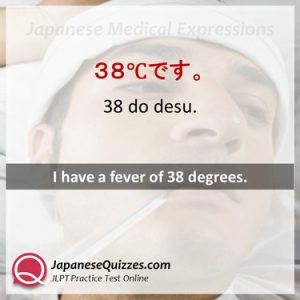 Japanese Medical Expressions
３８℃です。
38 do desu.
I have a fever of 38 degrees.
JapaneseQuizzes.com
JLPT Practice Test Online